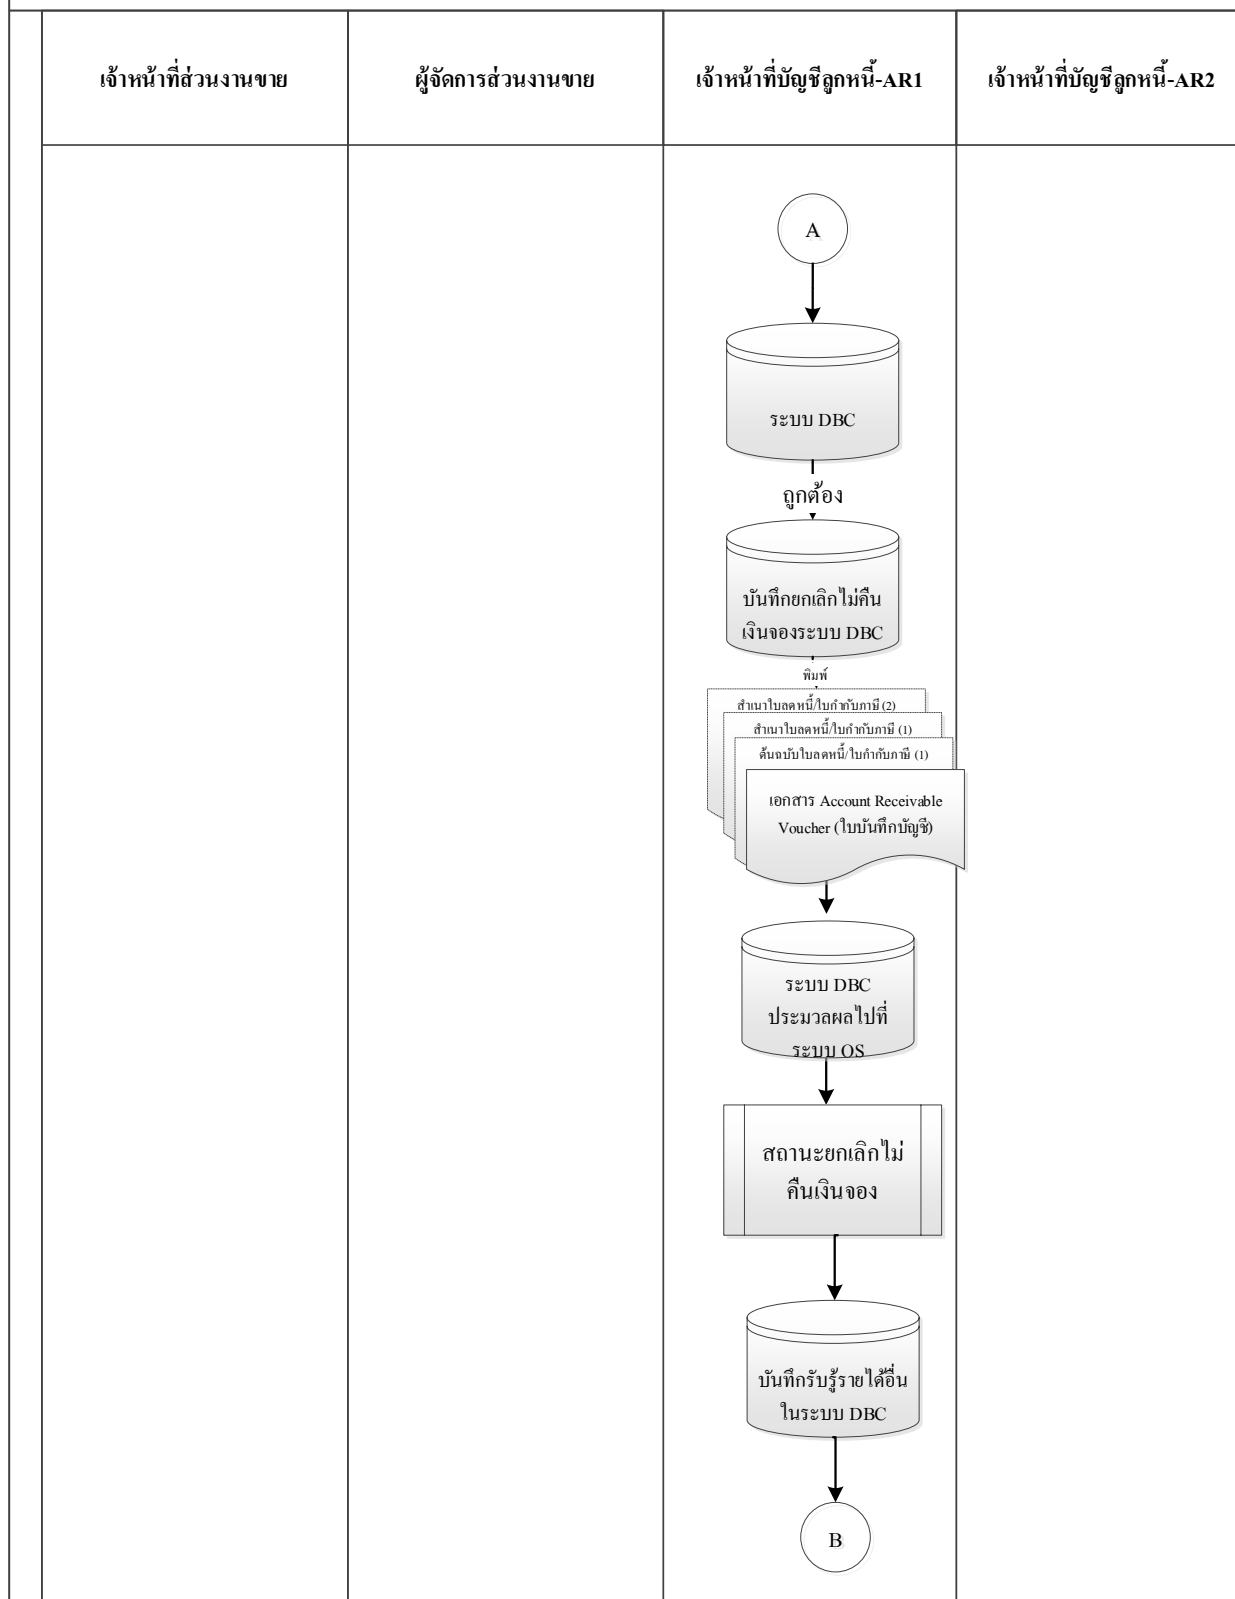 เจ้าหน้าที่ส่วนงานขาย
ผู้จัดการส่วนงานขาย
เจ้าหน้าที่บัญชีลูกหนี้-AR1
เจ้าหน้าที่บัญชีลูกหนี้-AR2
A
ระบบ DBC
ถูกต้อง
บันทึกยกเลิกไม่คืน
เงินจองระบบ DBC
พิมพ์
สำเนาใบลดหนี้/ใบกำกับภาษี (2)
สำเนาใบลดหนี้/ใบกำกับภาษี (1)
ต้นฉบับใบลดหนี้/ใบกำกับภาษี (1)
เอกสาร Account Receivable
Voucher (ใบบันทึกบัญชี)
ระบบ DBC
ประมวลผลไปที่
ระบบ OS
สถานะยกเลิกไม่
คืนเงินจอง
บันทึกรับรู้รายได้อื่น
ในระบบ DBC
B